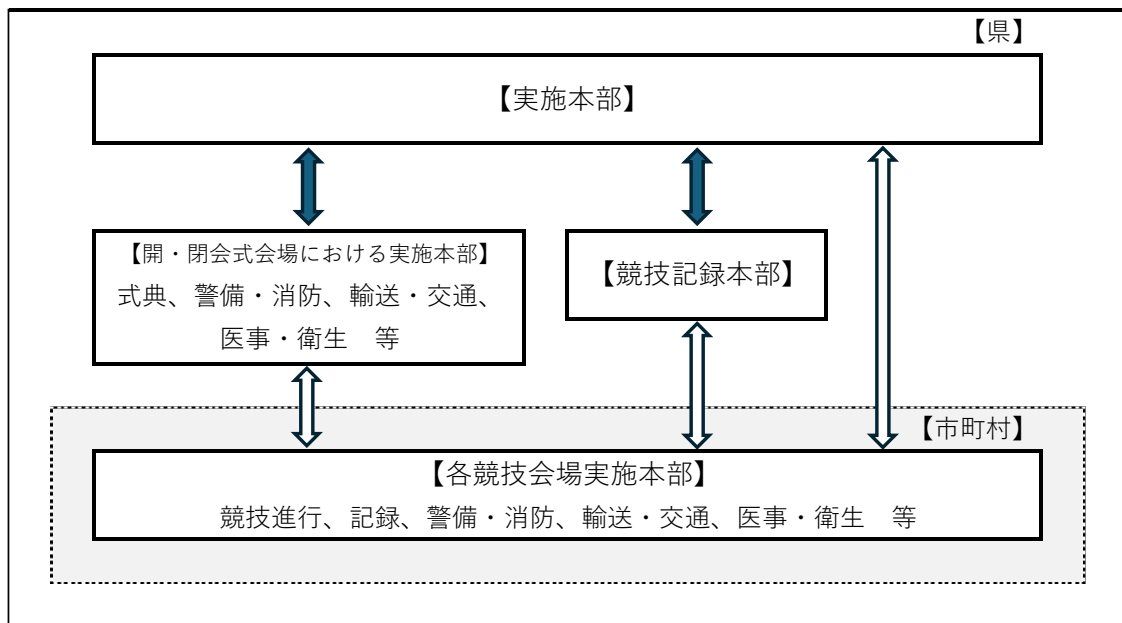 【県】
【実施本部】
【開・閉会式会場における実施本部】
式典、警備・消防、輸送・交通、
医事・衛生　等
【競技記録本部】
【市町村】
【各競技会場実施本部】
競技進行、記録、警備・消防、輸送・交通、医事・衛生　等